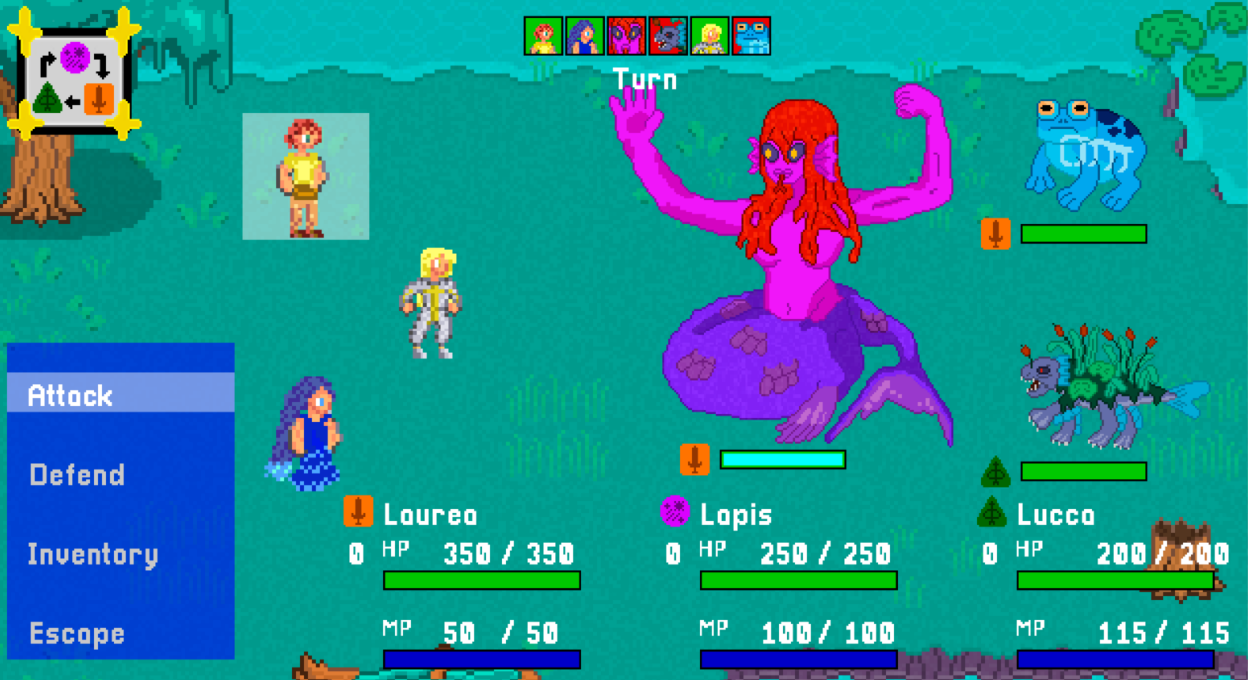 Turn
Attack
Defend
Inventory
Escape
Laurea
0 HP 350 / 350
MP 50 / 50
Lapis
0 HP 250 / 250
MP 100 / 100
Lucca
0 HP 200 / 200
MP 115 / 115